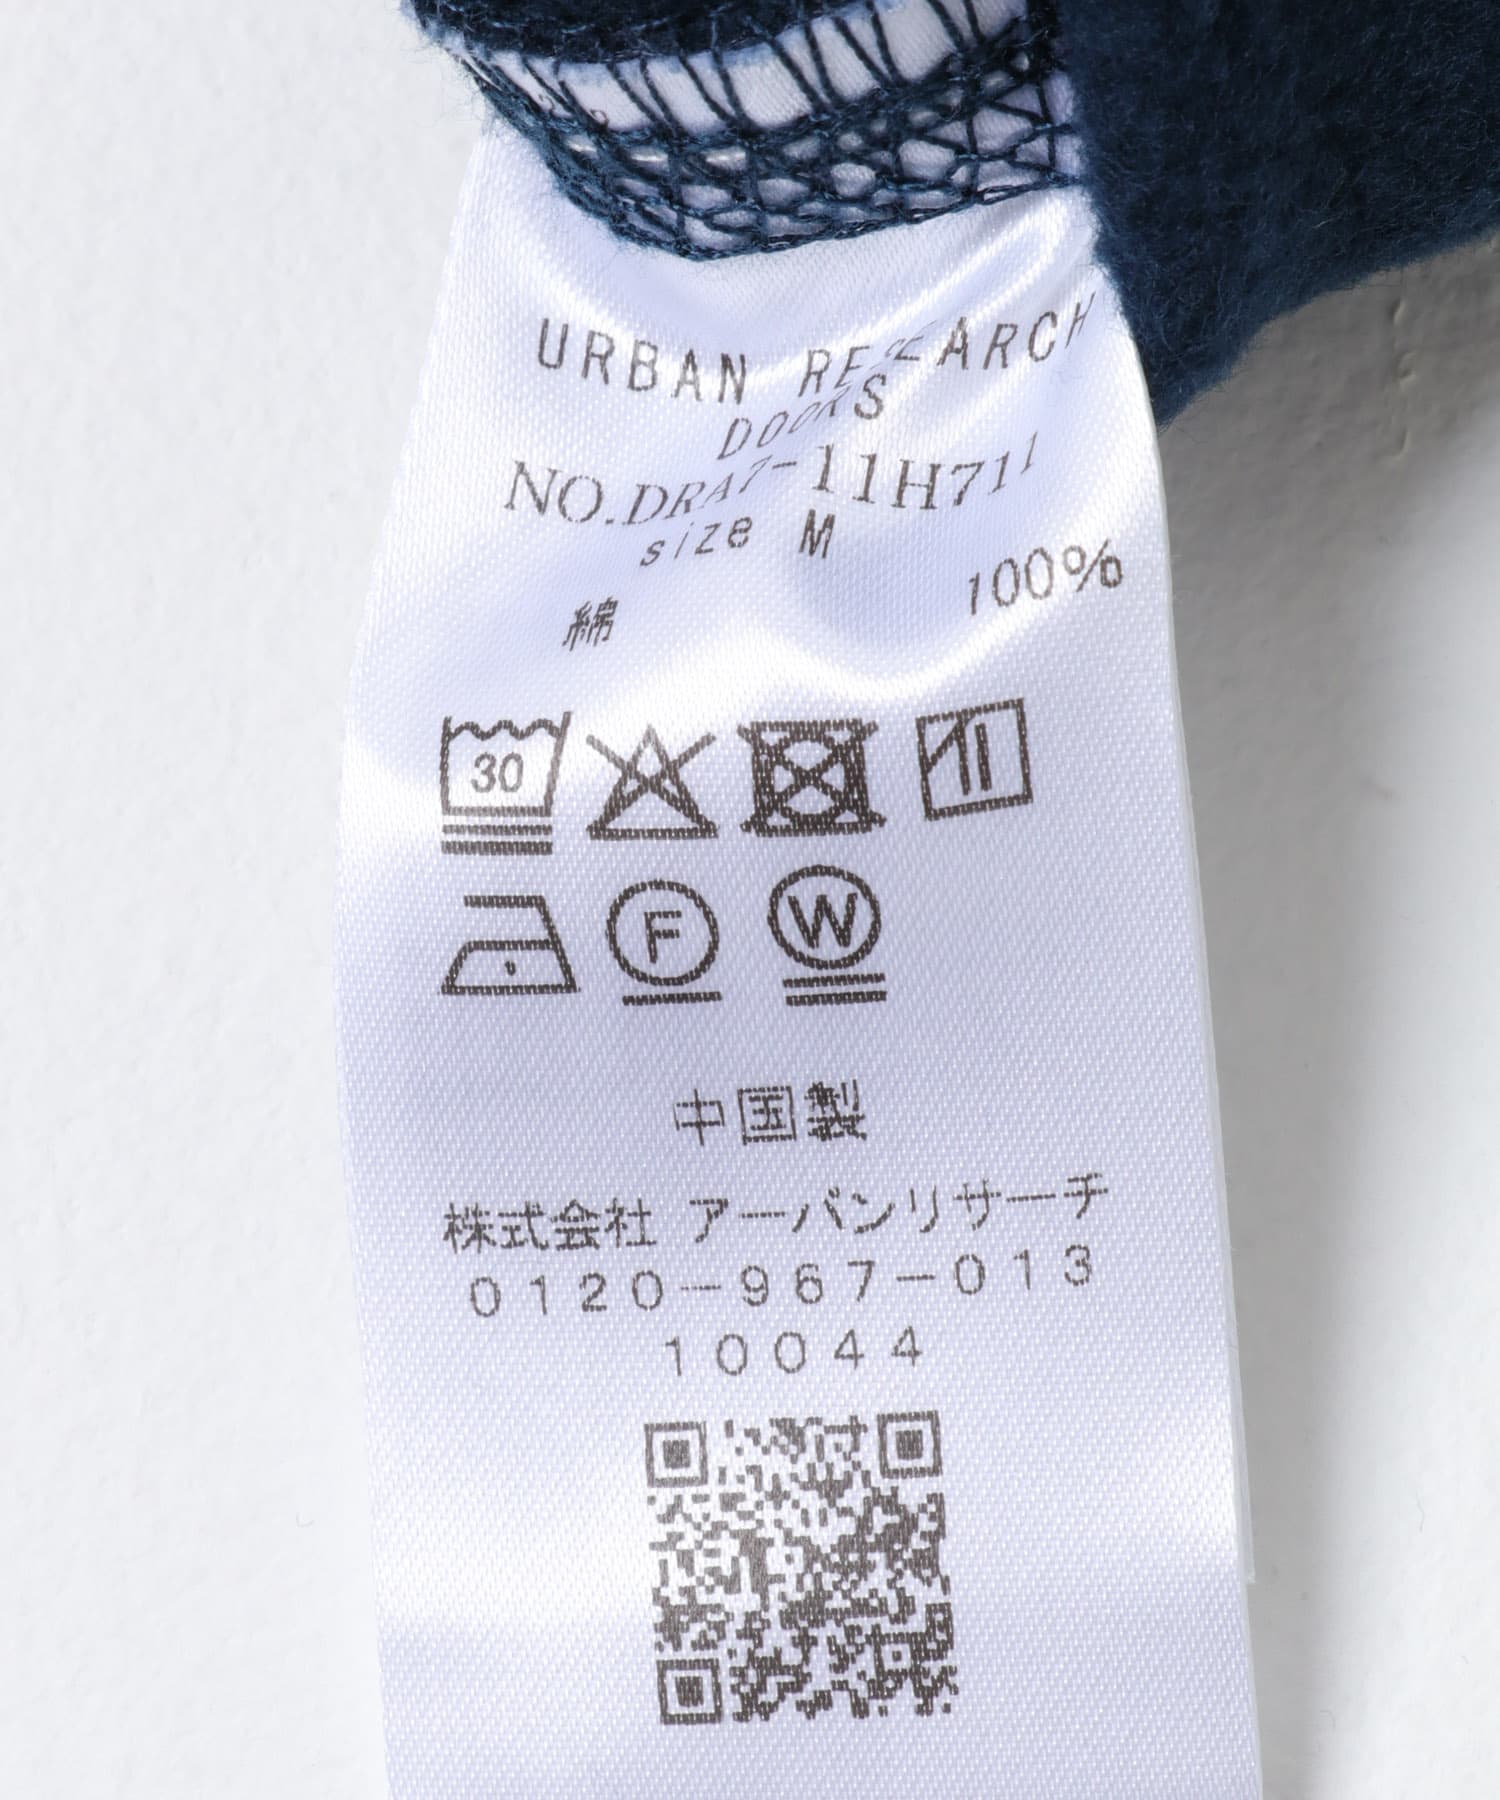 URBAN RESEARCH
DOORS
NO.DRA7-11H711
size M
綿 100%
30
F W
中国製
株式会社 アーバンリサーチ
0120-967-013
10044